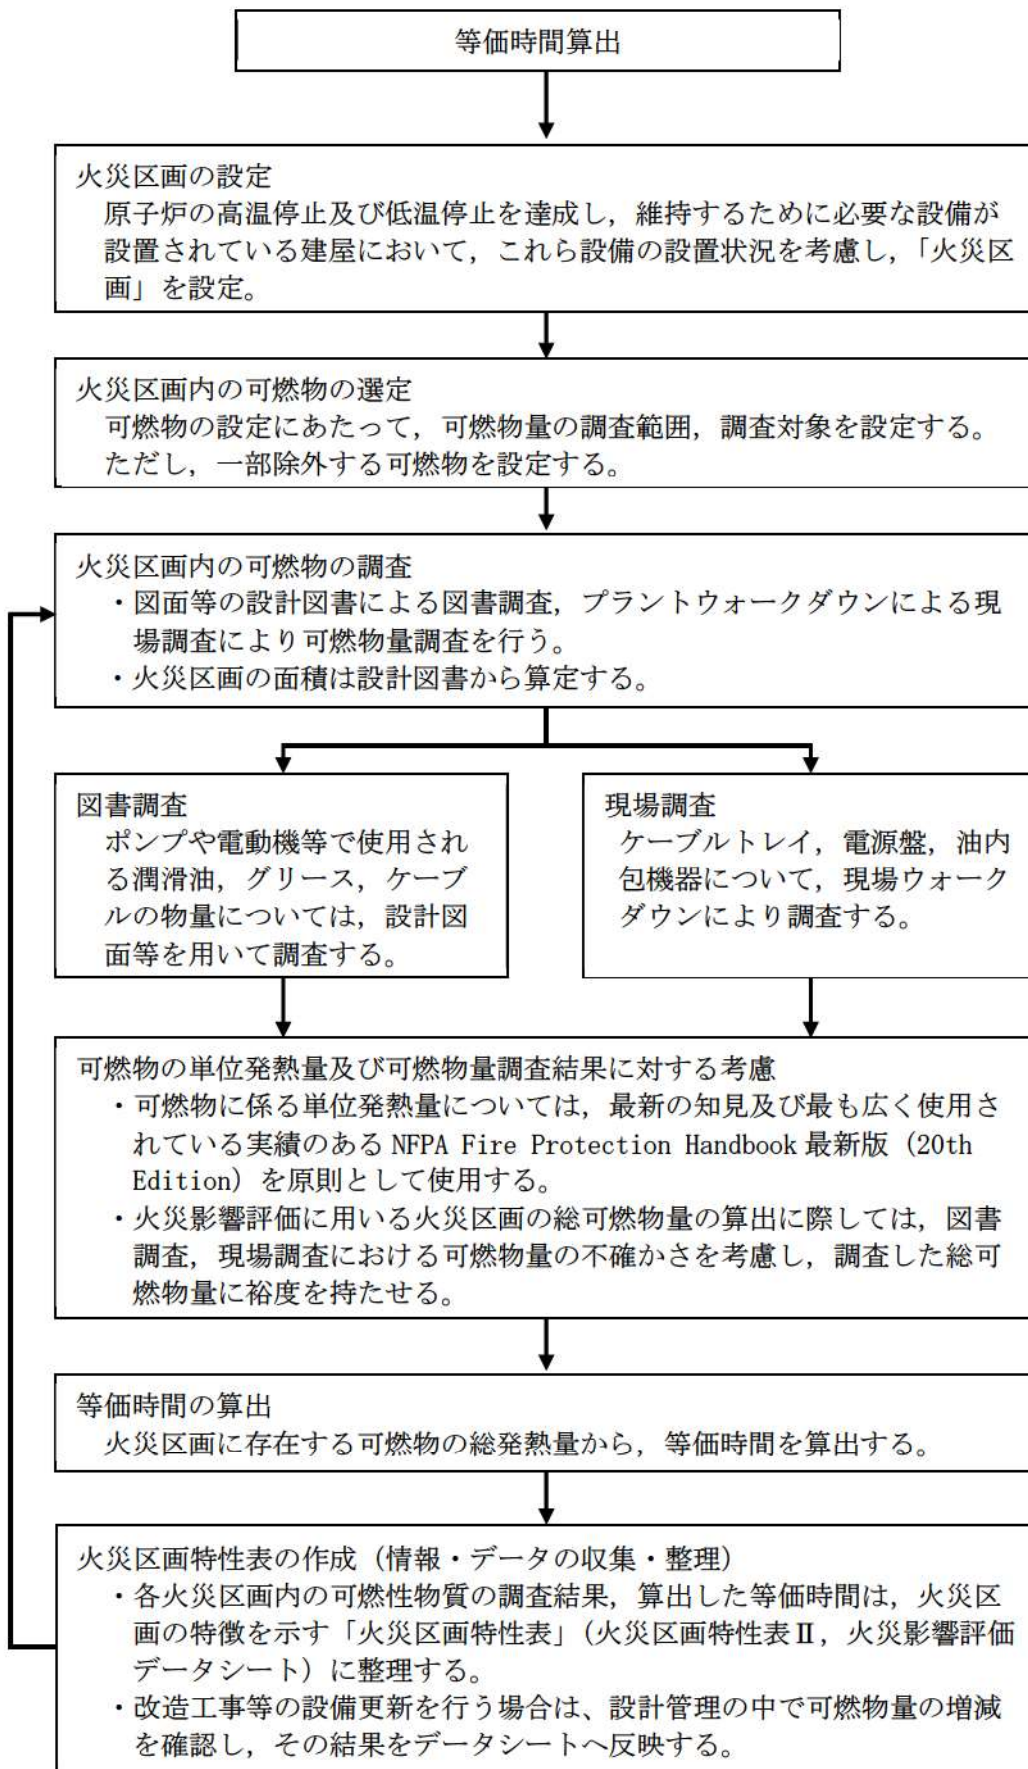 等価時間算出
火災区画の設定
原子炉の高温停止及び低温停止を達成し，維持するために必要な設備が
設置されている建屋において，これら設備の設置状況を考慮し，「火災区
画」を設定。
火災区画内の可燃物の選定
可燃物の設定にあたって，可燃物量の調査範囲，調査対象を設定する。
ただし，一部除外する可燃物を設定する。
火災区画内の可燃物の調査
・図面等の設計図書による図書調査，プラントウォークダウンによる現
場調査により可燃物量調査を行う。
・火災区画の面積は設計図書から算定する。
図書調査
ポンプや電動機等で使用され
る潤滑油，グリース，ケーブ
ルの物量については，設計図
面等を用いて調査する。
現場調査
ケーブルトレイ，電源盤，油内
包機器について，現場ウォーク
ダウンにより調査する。
可燃物の単位発熱量及び可燃物量調査結果に対する考慮
・可燃物に係る単位発熱量については，最新の知見及び最も広く使用さ
れている実績のある NFPA Fire Protection Handbook 最新版（20th
Edition）を原則として使用する。
・火災影響評価に用いる火災区画の総可燃物量の算出に際しては，図書
調査，現場調査における可燃物量の不確かさを考慮し，調査した総可
燃物量に裕度を持たせる。
等価時間の算出
火災区画に存在する可燃物の総発熱量から，等価時間を算出する。
火災区画特性表の作成（情報・データの収集・整理）
・各火災区画内の可燃性物質の調査結果，算出した等価時間は，火災区
画の特徴を示す「火災区画特性表」（火災区画特性表Ⅱ，火災影響評価
データシート）に整理する。
・改造工事等の設備更新を行う場合は、設計管理の中で可燃物量の増減
を確認し，その結果をデータシートへ反映する。